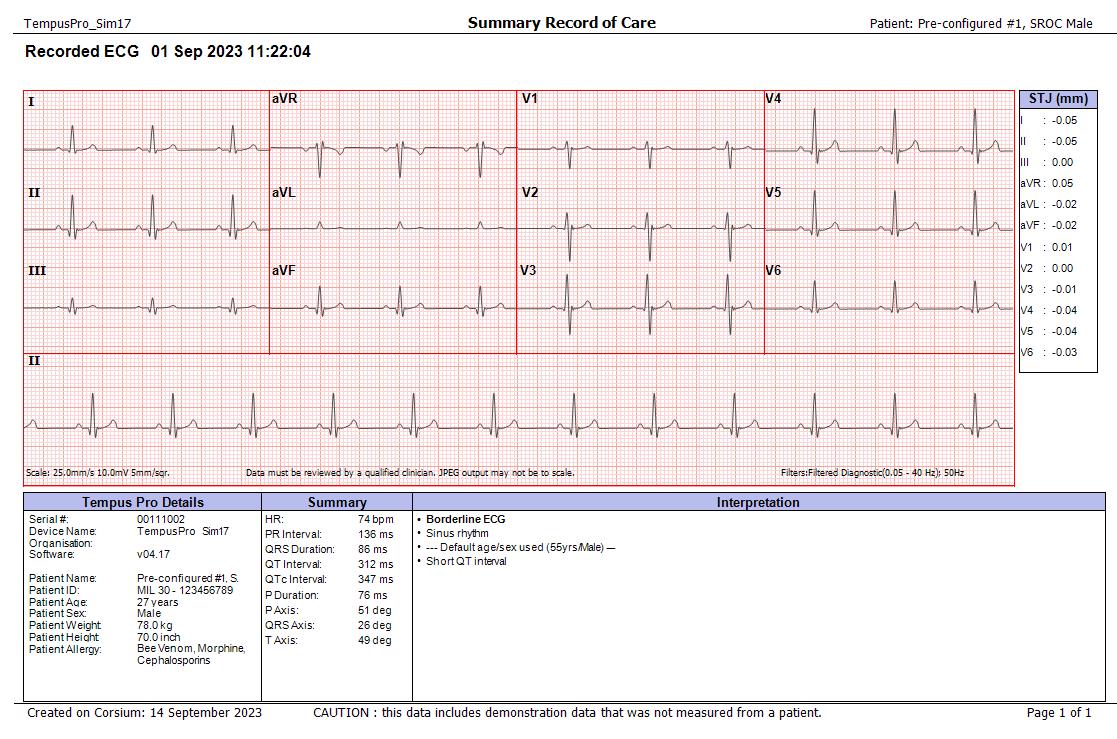 TempusPro_Sim17 Summary Record of Care Patient: Pre-configured #1, SROC Male
Recorded ECG 01 Sep 2023 11:22:04
I aVR V1 V4
II aVL V2 V5
III aVF V3 V6
II
Scale: 25.0mm/s 10.0mV 5mm/sqr. Data must be reviewed by a qualified clinician. JPEG output may not be to scale. Filters:Filtered Diagnostic(0.05 - 40 Hz); 50Hz
STJ (mm)
I : -0.05
II : -0.05
III : 0.00
aVR : 0.05
aVL : -0.02
aVF : -0.02
V1 : 0.01
V2 : 0.00
V3 : -0.01
V4 : -0.04
V5 : -0.04
V6 : -0.03
Tempus Pro Details
Serial #: 00111002
Device Name: TempusPro_Sim17
Organisation:
Software: v04.17
Patient Name: Pre-configured #1, S.
Patient ID: MIL 30 - 123456789
Patient Age: 27 years
Patient Sex: Male
Patient Weight: 78.0 kg
Patient Height: 70.0 inch
Patient Allergy: Bee Venom, Morphine,
Cephalosporins
Summary
HR: 74 bpm
PR Interval: 136 ms
QRS Duration: 86 ms
QT Interval: 312 ms
QTc Interval: 347 ms
P Duration: 76 ms
P Axis: 51 deg
QRS Axis: 26 deg
T Axis: 49 deg
Interpretation
• Borderline ECG
• Sinus rhythm
• --- Default age/sex used (55yrs/Male) ---
• Short QT interval
Created on Corsium: 14 September 2023 CAUTION : this data includes demonstration data that was not measured from a patient. Page 1 of 1